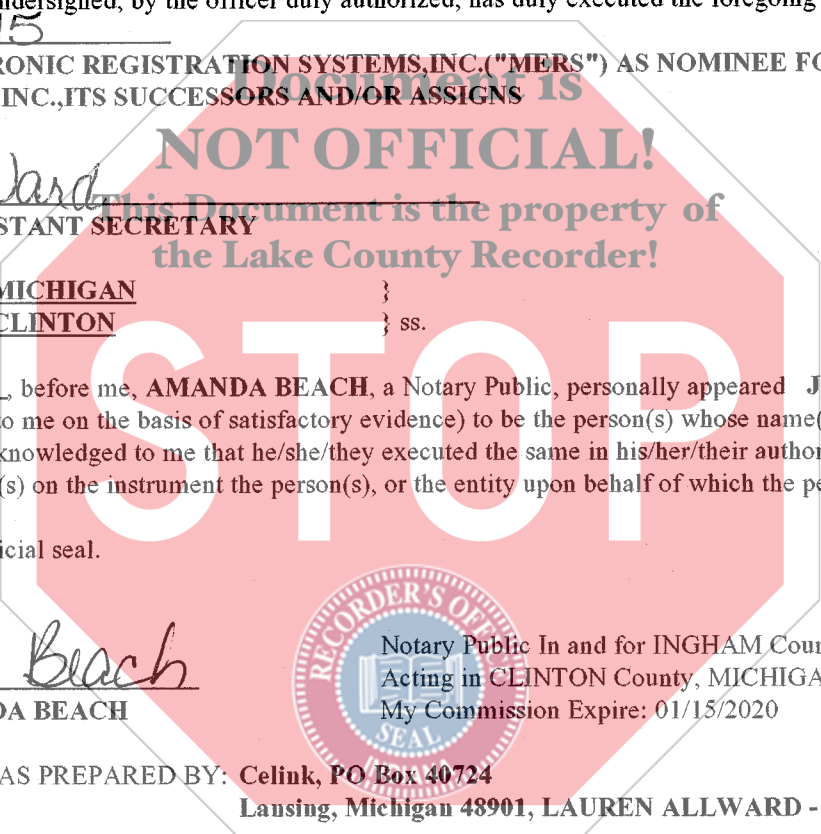 ndersigned, by the officer duly authorized, has duly executed the foregoing
15
RONIC REGISTRATION SYSTEMS,INC.("MERS") AS NOMINEE FO
INC.,ITS SUCCESSORS AND/OR ASSIGNS
Document is
NOT OFFICIAL!
This Document is the property of
the Lake County Recorder!
ward
STANT SECRETARY
MICHIGAN }
CLINTON } ss.
STOP
, before me, AMANDA BEACH, a Notary Public, personally appeared J
o me on the basis of satisfactory evidence) to be the person(s) whose name(
knowledged to me that he/she/they executed the same in his/her/their author
(s) on the instrument the person(s), or the entity upon behalf of which the pe
icial seal.
Beach
DA BEACH
Notary Public In and for INGHAM Coun
Acting in CLINTON County, MICHIGA
My Commission Expire: 01/15/2020
RECORDER'S OFFICE
SEAL
INDIANA
AS PREPARED BY: Celink, PO Box 40724
Lansing, Michigan 48901, LAUREN ALLWARD -